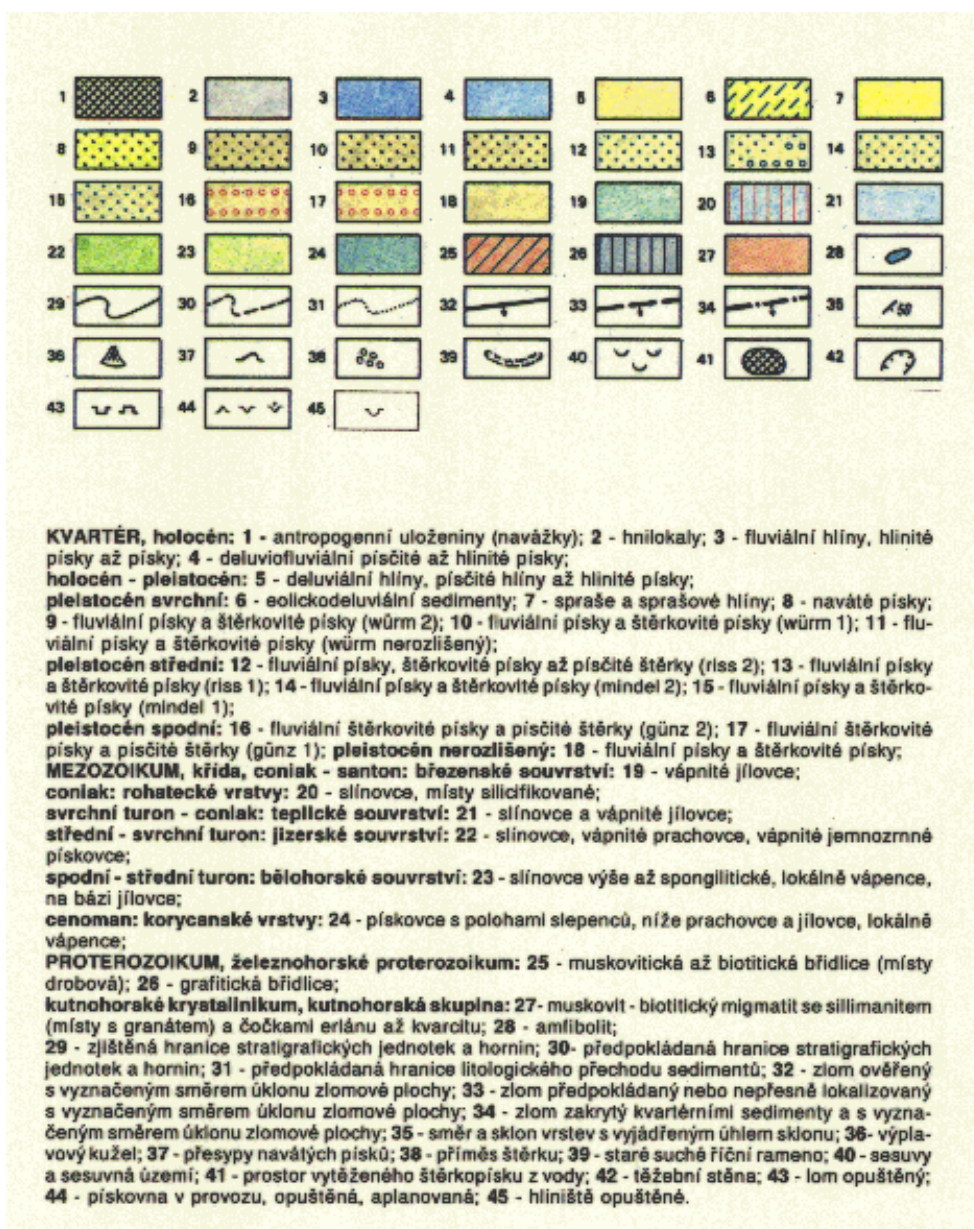 1 2 3 4 5 6 7
8 9 10 11 12 13 14
15 16 17 18 19 20 21
22 23 24 25 26 27 28
29 30 31 32 33 34 35 50
36 37 38 39 40 41 42
43 44 45
KVARTÉR, holocén: 1 - antropogenní uloženiny (navážky); 2 - hnilokaly; 3 - fluviální hlíny, hlinité
písky až písky; 4 - deluviofluviální písčité až hlinité písky;
holocén - pleistocén: 5 - deluviální hlíny, písčité hlíny až hlinité písky;
pleistocén svrchní: 6 - eolickodeluviální sedimenty; 7 - spraše a sprašové hlíny; 8 - naváté písky;
9 - fluviální písky a štěrkovité písky (würm 2); 10 - fluviální písky a štěrkovité písky (würm 1); 11 - flu-
viální písky a štěrkovité písky (würm nerozlišený);
pleistocén střední: 12 - fluviální písky, štěrkovité písky až písčité štěrky (riss 2); 13 - fluviální písky
a štěrkovité písky (riss 1); 14 - fluviální písky a štěrkovité písky (mindel 2); 15 - fluviální písky a štěrko-
vité písky (mindel 1);
pleistocén spodní: 16 - fluviální štěrkovité písky a písčité štěrky (günz 2); 17 - fluviální štěrkovité
písky a písčité štěrky (günz 1); pleistocén nerozlišený: 18 - fluviální písky a štěrkovité písky;
MEZOZOIKUM, křída, coniak - santon: březenské souvrství: 19 - vápnité jílovce;
coniak: rohatecké vrstvy: 20 - slínovce, místy silicifikované;
svrchní turon - coniak: teplické souvrství: 21 - slínovce a vápnité jílovce;
střední - svrchní turon: jizerské souvrství: 22 - slínovce, vápnité prachovce, vápnité jemnozrnné
pískovce;
spodní - střední turon: bělohorské souvrství: 23 - slínovce výše až spongilitické, lokálně vápence,
na bázi jílovce;
cenoman: korycanské vrstvy: 24 - pískovce s polohami slepenců, níže prachovce a jílovce, lokálně
vápence;
PROTEROZOIKUM, železnohorské proterozoikum: 25 - muskovitická až biotitická břidlice (místy
drobová); 26 - grafitická břidlice;
kutnohorské krystalinikum, kutnohorská skupina: 27- muskovit - biotitický migmatit se sillimanitem
(místy s granátem) a čočkami erlánu až kvarcitu; 28 - amfibolit;
29 - zjištěná hranice stratigrafických jednotek a hornin; 30- předpokládaná hranice stratigrafických
jednotek a hornin; 31 - předpokládaná hranice litologického přechodu sedimentů; 32 - zlom ověřený
s vyznačeným směrem úklonu zlomové plochy; 33 - zlom předpokládaný nebo nepřesně lokalizovaný
s vyznačeným směrem úklonu zlomové plochy; 34 - zlom zakrytý kvartérními sedimenty a s vyzna-
čeným směrem úklonu zlomové plochy; 35 - směr a sklon vrstev s vyjádřeným úhlem sklonu; 36- výpla-
vový kužel; 37 - přesypy navátých písků; 38 - příměs štěrku; 39 - staré suché říční rameno; 40 - sesuvy
a sesuvná území; 41 - prostor vytěženého štěrkopísku z vody; 42 - těžební stěna; 43 - lom opuštěný;
44 - pískovna v provozu, opuštěná, aplanovaná; 45 - hliniště opuštěné.